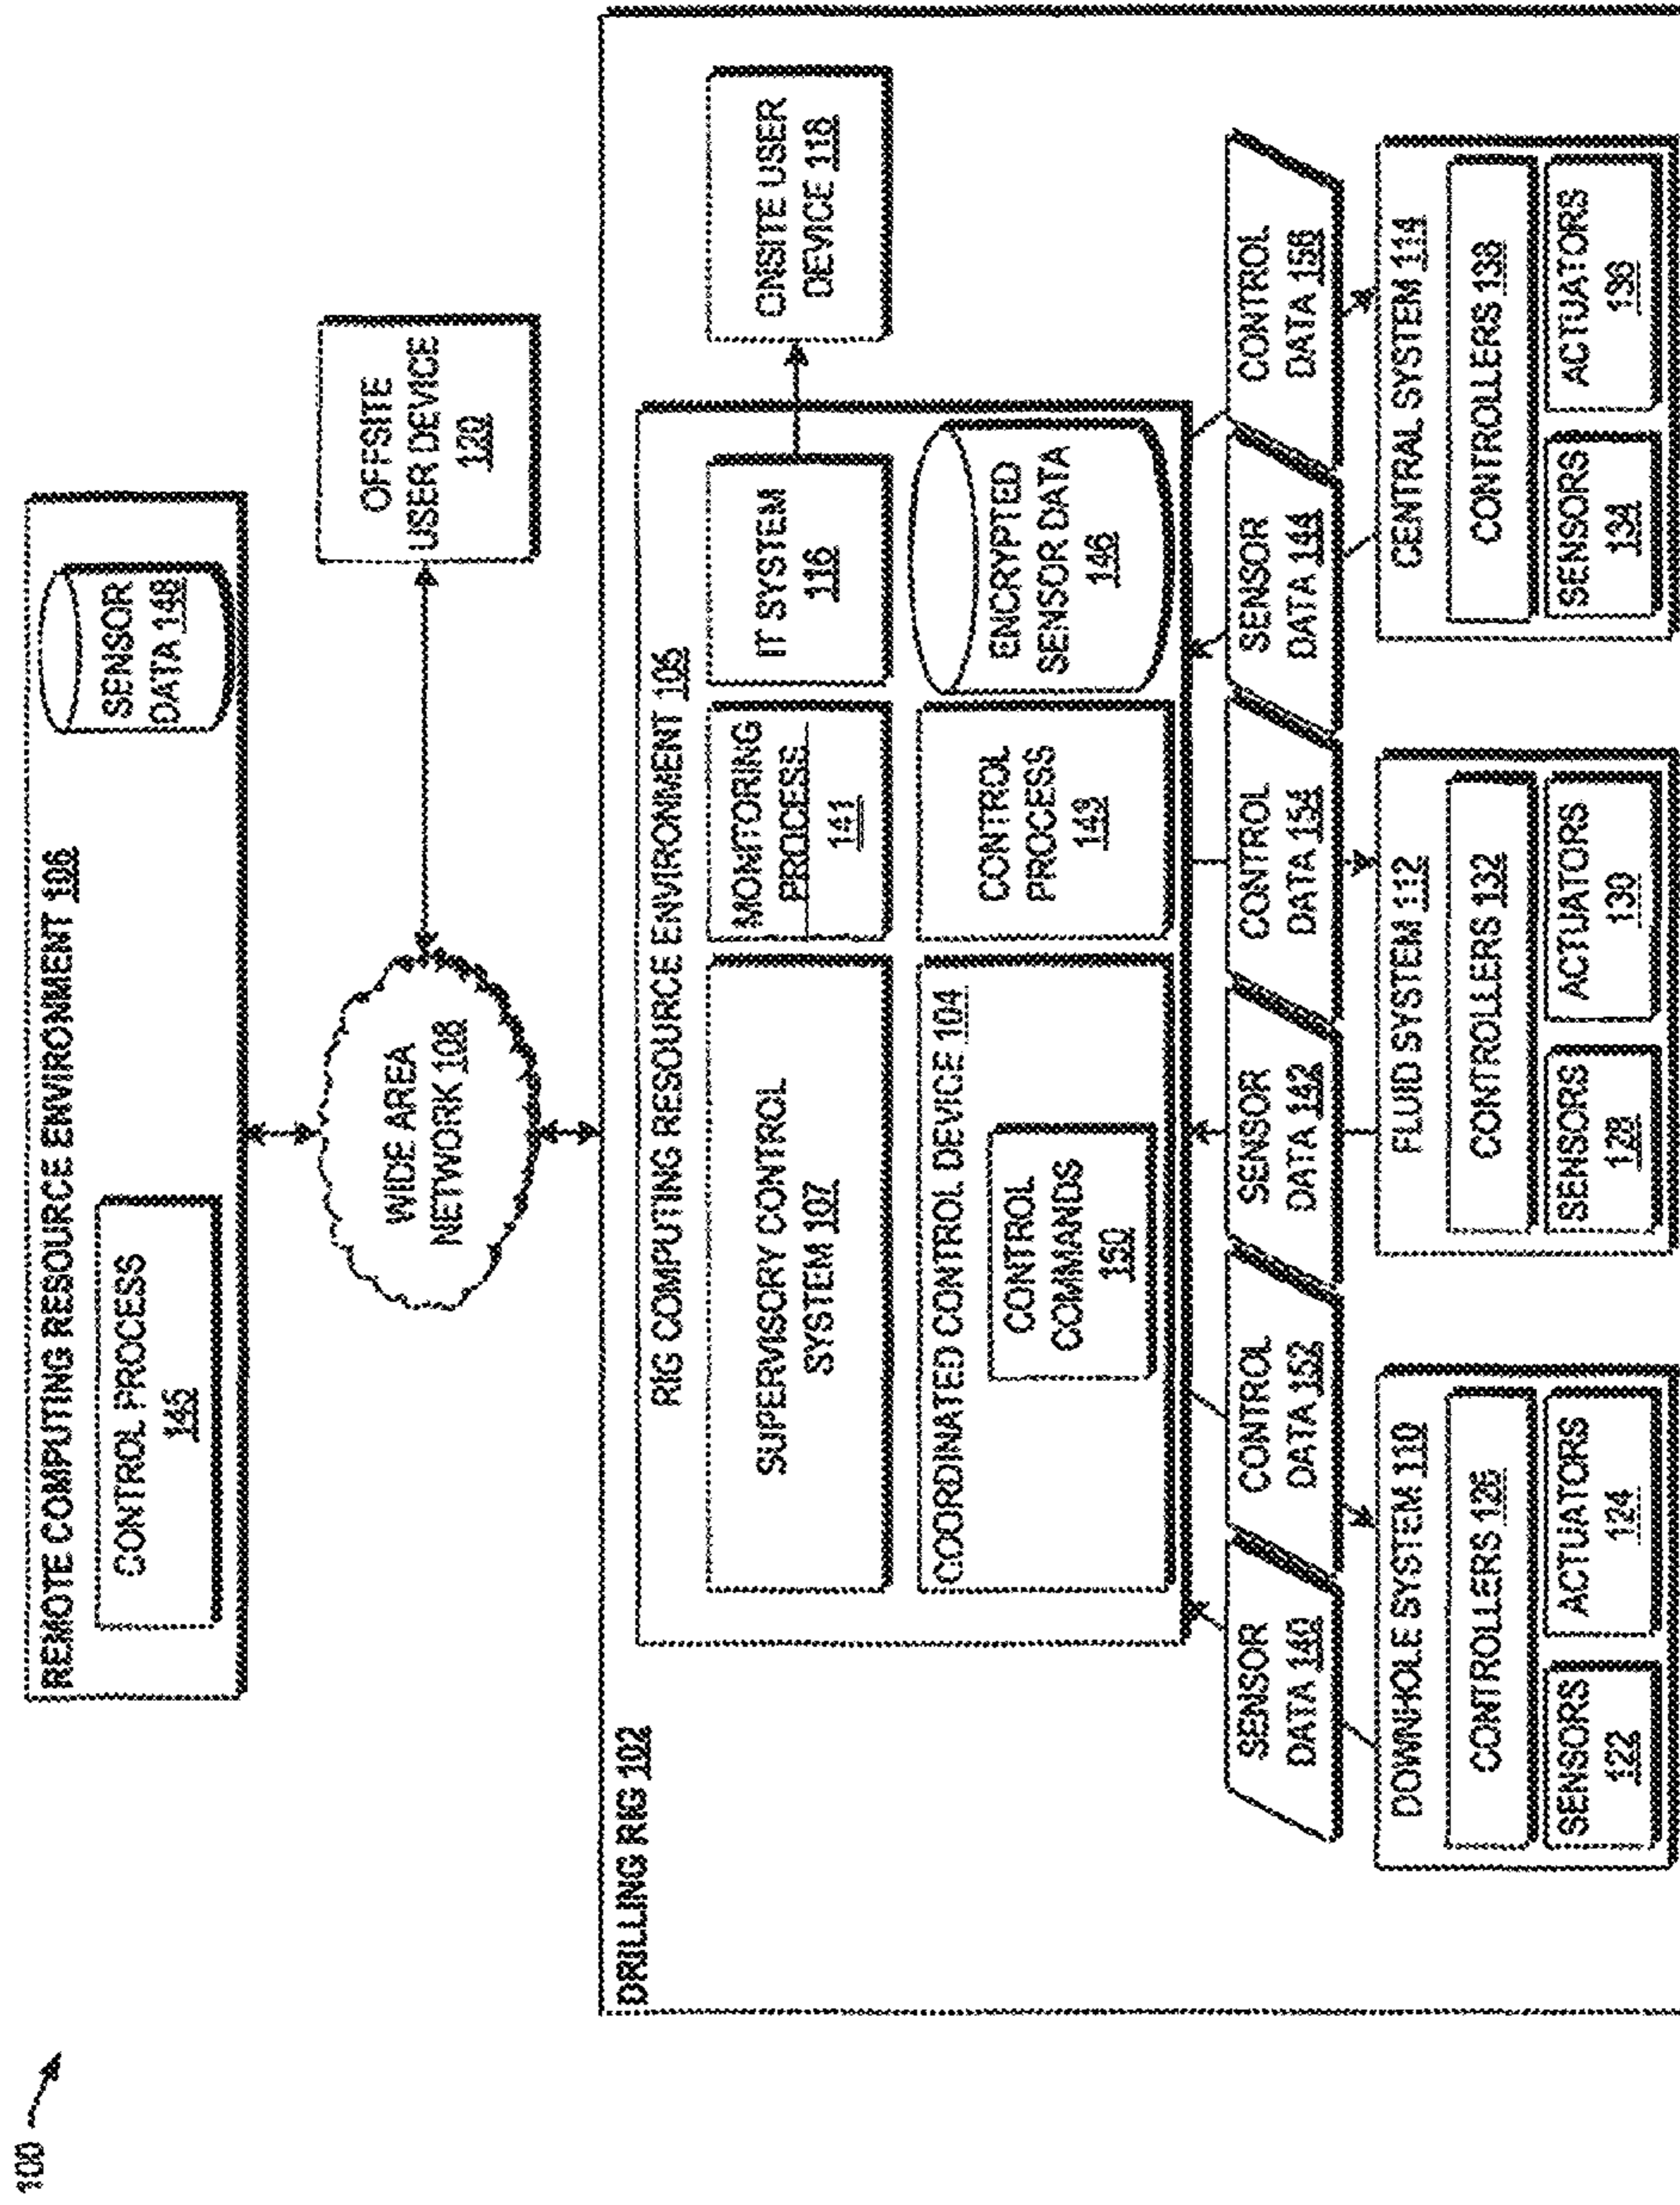 100
REMOTE COMPUTING RESOURCE ENVIRONMENT 106
CONTROL PROCESS
145
SENSOR
DATA 148
WIDE AREA
NETWORK 108
OFFSITE
USER DEVICE
120
DRILLING RIG 102
RIG COMPUTING RESOURCE ENVIRONMENT 105
SUPERVISORY CONTROL
SYSTEM 107
MONITORING
PROCESS
141
IT SYSTEM
116
ONSITE USER
DEVICE 118
COORDINATED CONTROL DEVICE 104
CONTROL
COMMANDS
150
CONTROL
PROCESS
143
ENCRYPTED
SENSOR DATA
146
SENSOR
DATA 140
CONTROL
DATA 152
SENSOR
DATA 142
CONTROL
DATA 154
SENSOR
DATA 144
CONTROL
DATA 156
DOWNHOLE SYSTEM 110
CONTROLLERS 126
SENSORS
122
ACTUATORS
124
FLUID SYSTEM 112
CONTROLLERS 132
SENSORS
128
ACTUATORS
130
CENTRAL SYSTEM 114
CONTROLLERS 138
SENSORS
134
ACTUATORS
136